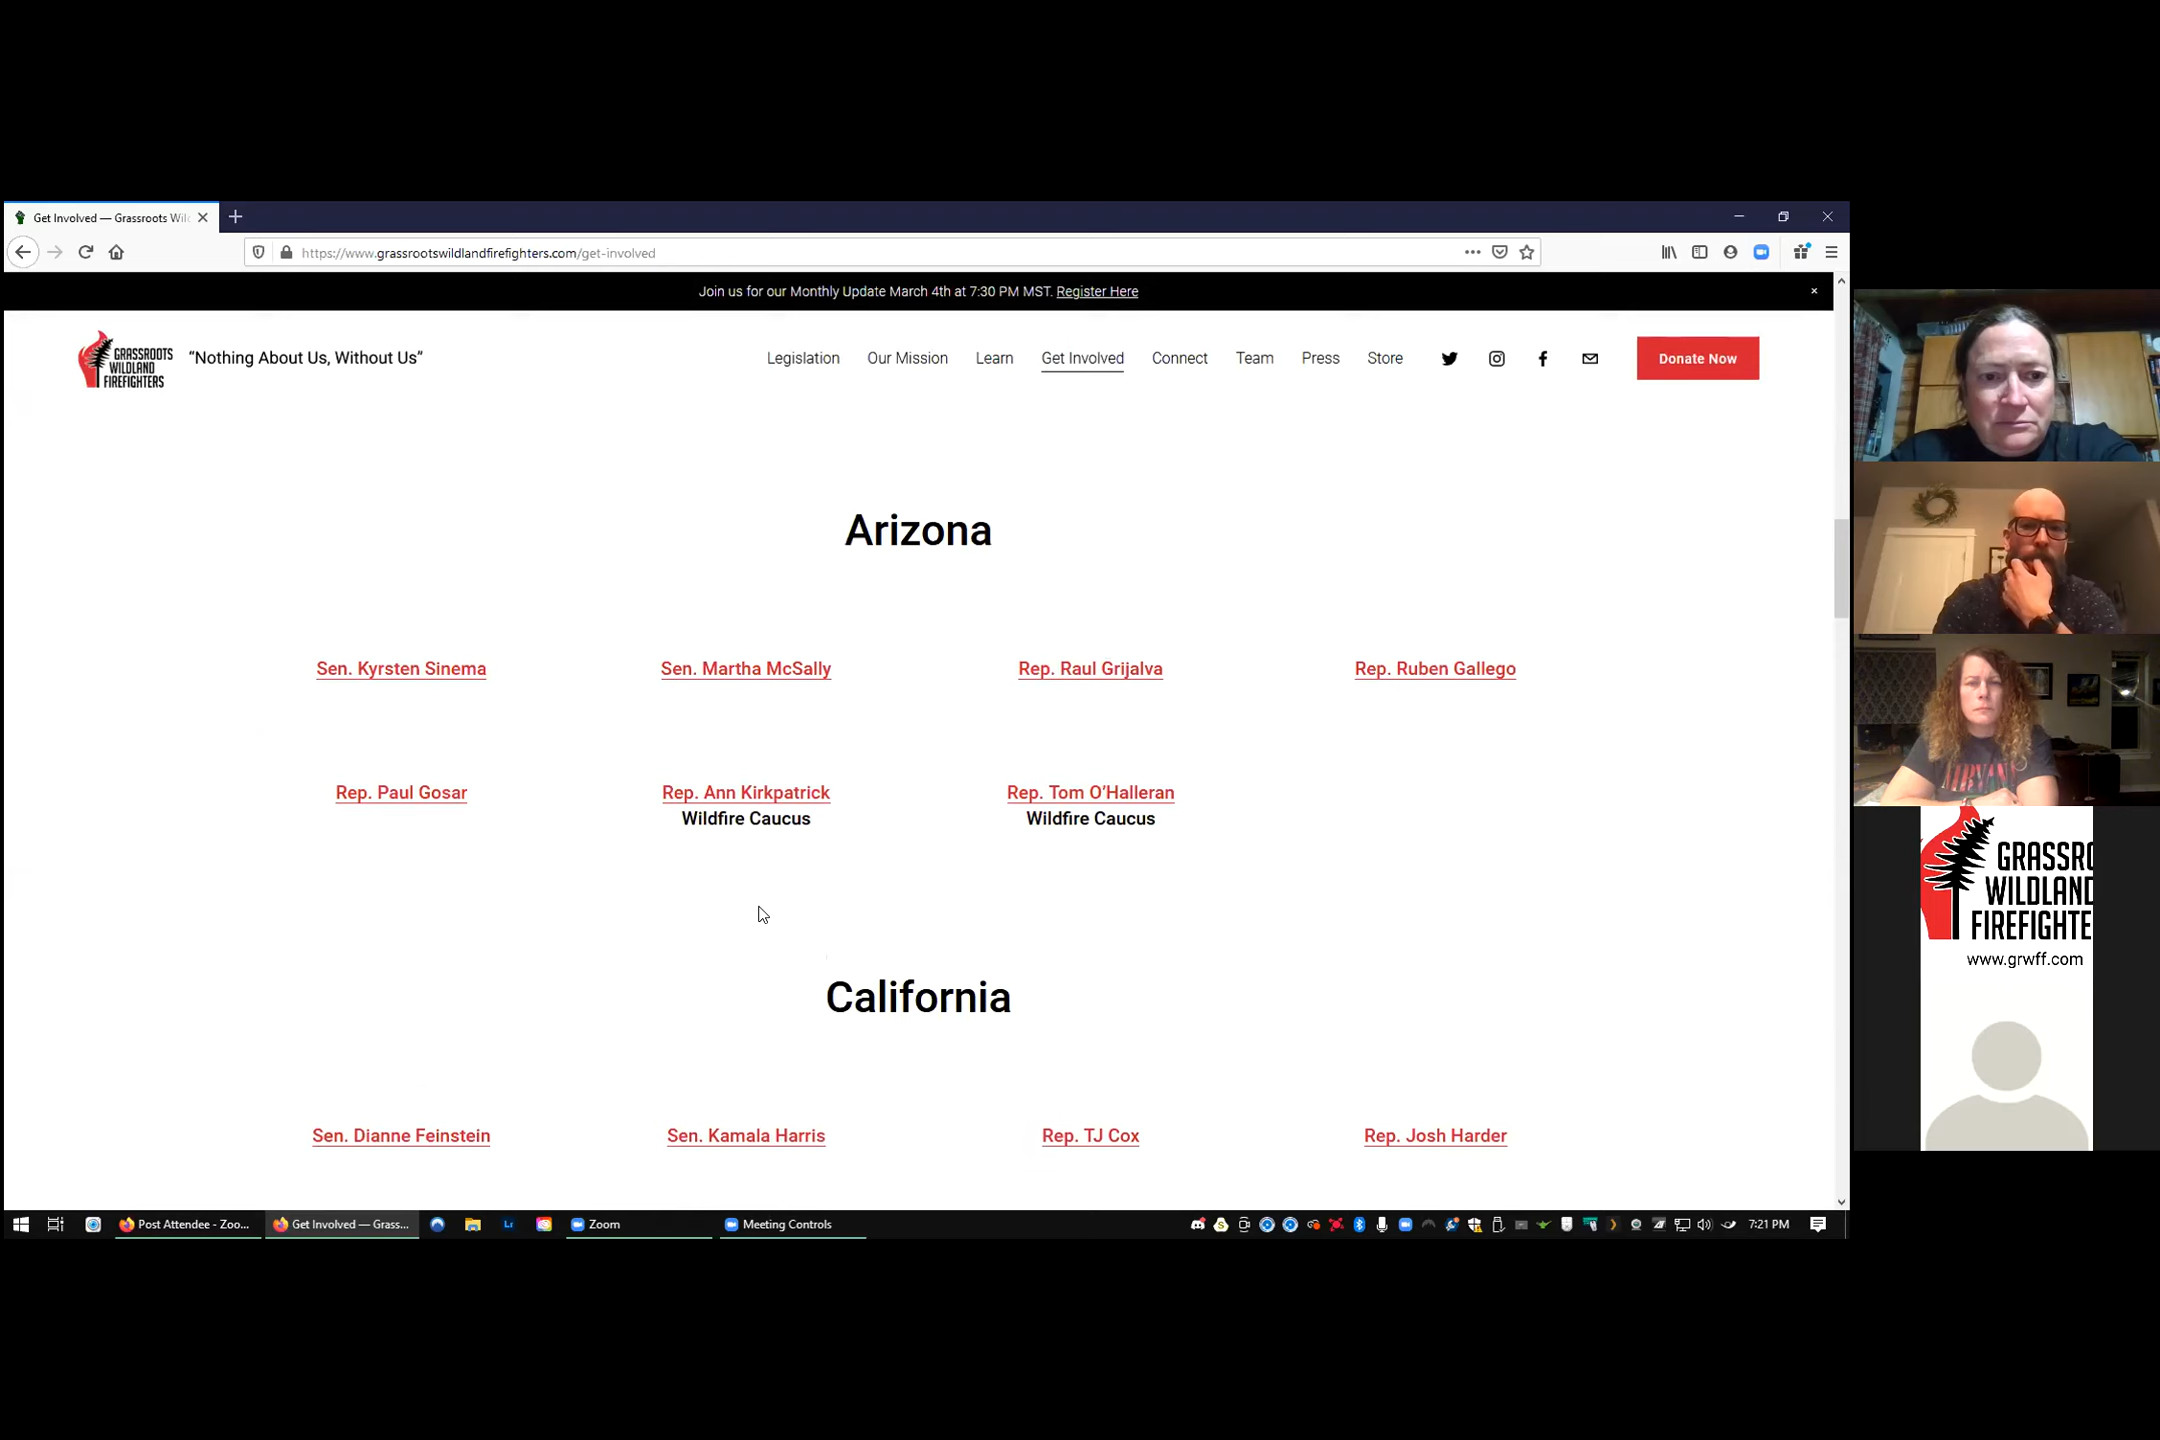 Get Involved — Grassroots Wil
https://www.grassrootswildlandfirefighters.com/get-involved
Join us for our Monthly Update March 4th at 7:30 PM MST. Register Here
GRASSROOTS
WILDLAND
FIREFIGHTERS
“Nothing About Us, Without Us”
Legislation Our Mission Learn Get Involved Connect Team Press Store
Donate Now
Arizona
Sen. Kyrsten Sinema Sen. Martha McSally Rep. Raul Grijalva Rep. Ruben Gallego
Rep. Paul Gosar Rep. Ann Kirkpatrick Rep. Tom O’Halleran
Wildfire Caucus Wildfire Caucus
California
Sen. Dianne Feinstein Sen. Kamala Harris Rep. TJ Cox Rep. Josh Harder
GRASSRO
WILDLAND
FIREFIGHTE
www.grwff.com
Post Attendee - Zoo... Get Involved — Grass... Lr Zoom Meeting Controls 7:21 PM